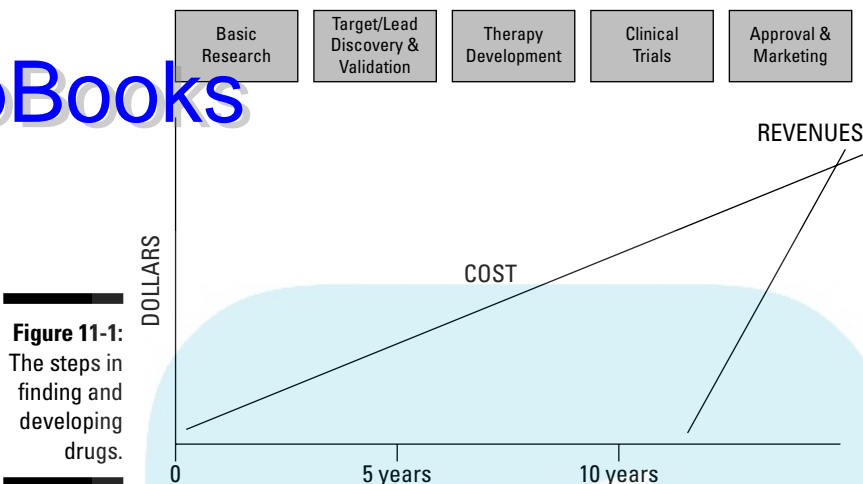 Basic
Research
Target/Lead
Discovery &
Validation
Therapy
Development
Clinical
Trials
Approval &
Marketing
Books
REVENUES
COST
DOLLARS
Figure 11-1:
The steps in
finding and
developing
drugs.
0
5 years
10 years